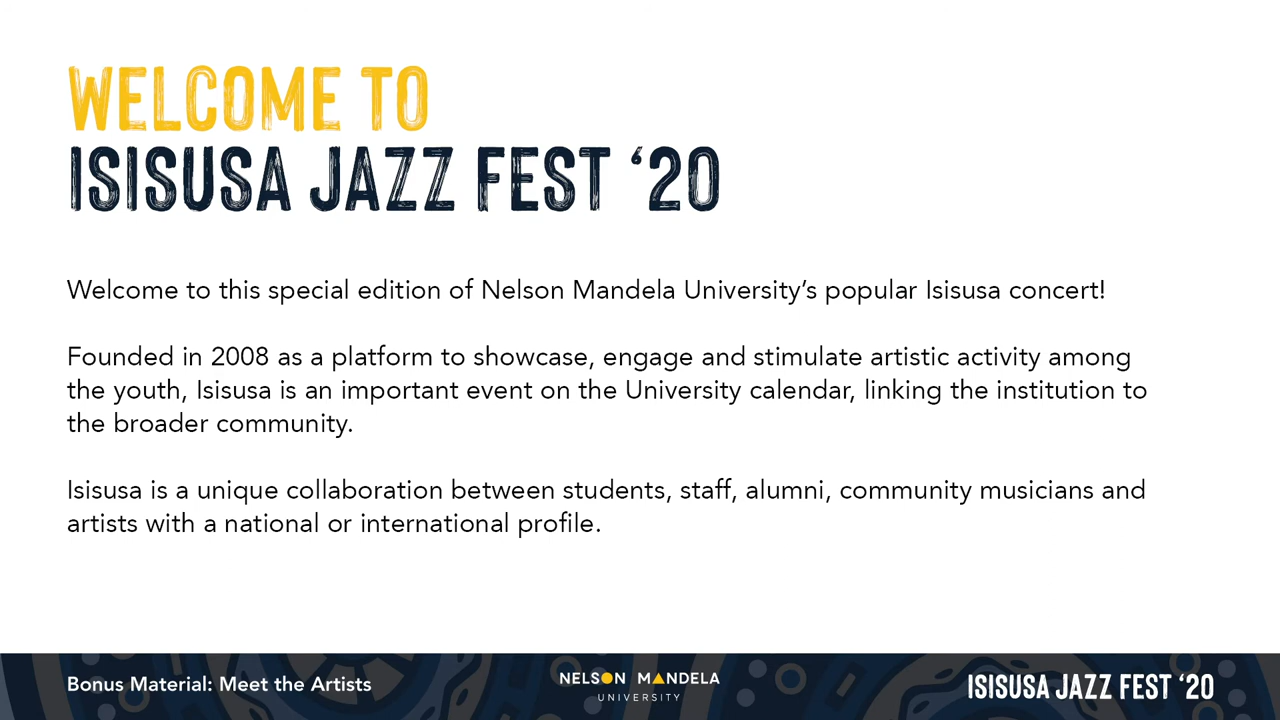 WELCOME TO
ISISUSA JAZZ FEST ‘20
Welcome to this special edition of Nelson Mandela University’s popular Isisusa concert!
Founded in 2008 as a platform to showcase, engage and stimulate artistic activity among
the youth, Isisusa is an important event on the University calendar, linking the institution to
the broader community.
Isisusa is a unique collaboration between students, staff, alumni, community musicians and
artists with a national or international profile.
Bonus Material: Meet the Artists
NELSON MANDELA
UNIVERSITY
ISISUSA JAZZ FEST ‘20